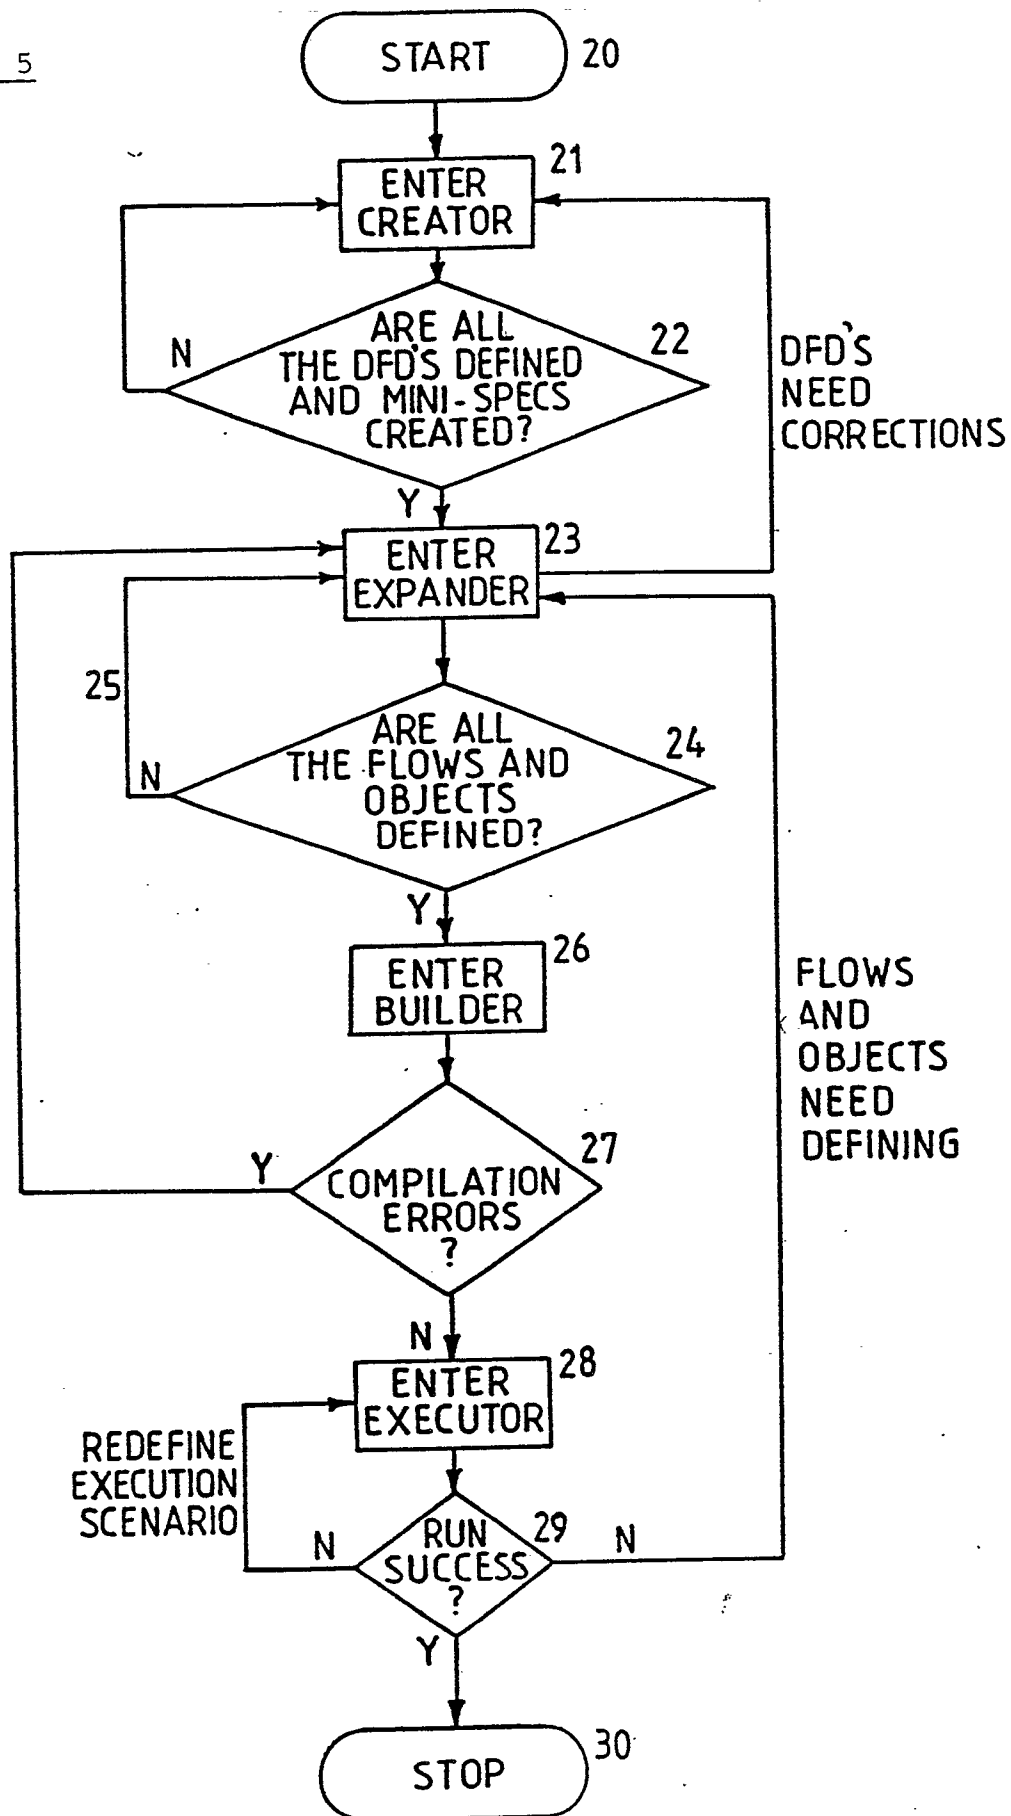 5
START
20
21
ENTER
CREATOR
N
ARE ALL
THE DFD'S DEFINED
AND MINI-SPECS
CREATED?
22
DFD'S
NEED
CORRECTIONS
Y
ENTER
EXPANDER
23
25
N
ARE ALL
THE FLOWS AND
OBJECTS
DEFINED?
24
Y
ENTER
BUILDER
26
FLOWS
AND
OBJECTS
NEED
DEFINING
Y
COMPILATION
ERRORS
?
27
N
ENTER
EXECUTOR
28
REDEFINE
EXECUTION
SCENARIO
N
RUN
SUCCESS
?
29
N
Y
STOP
30